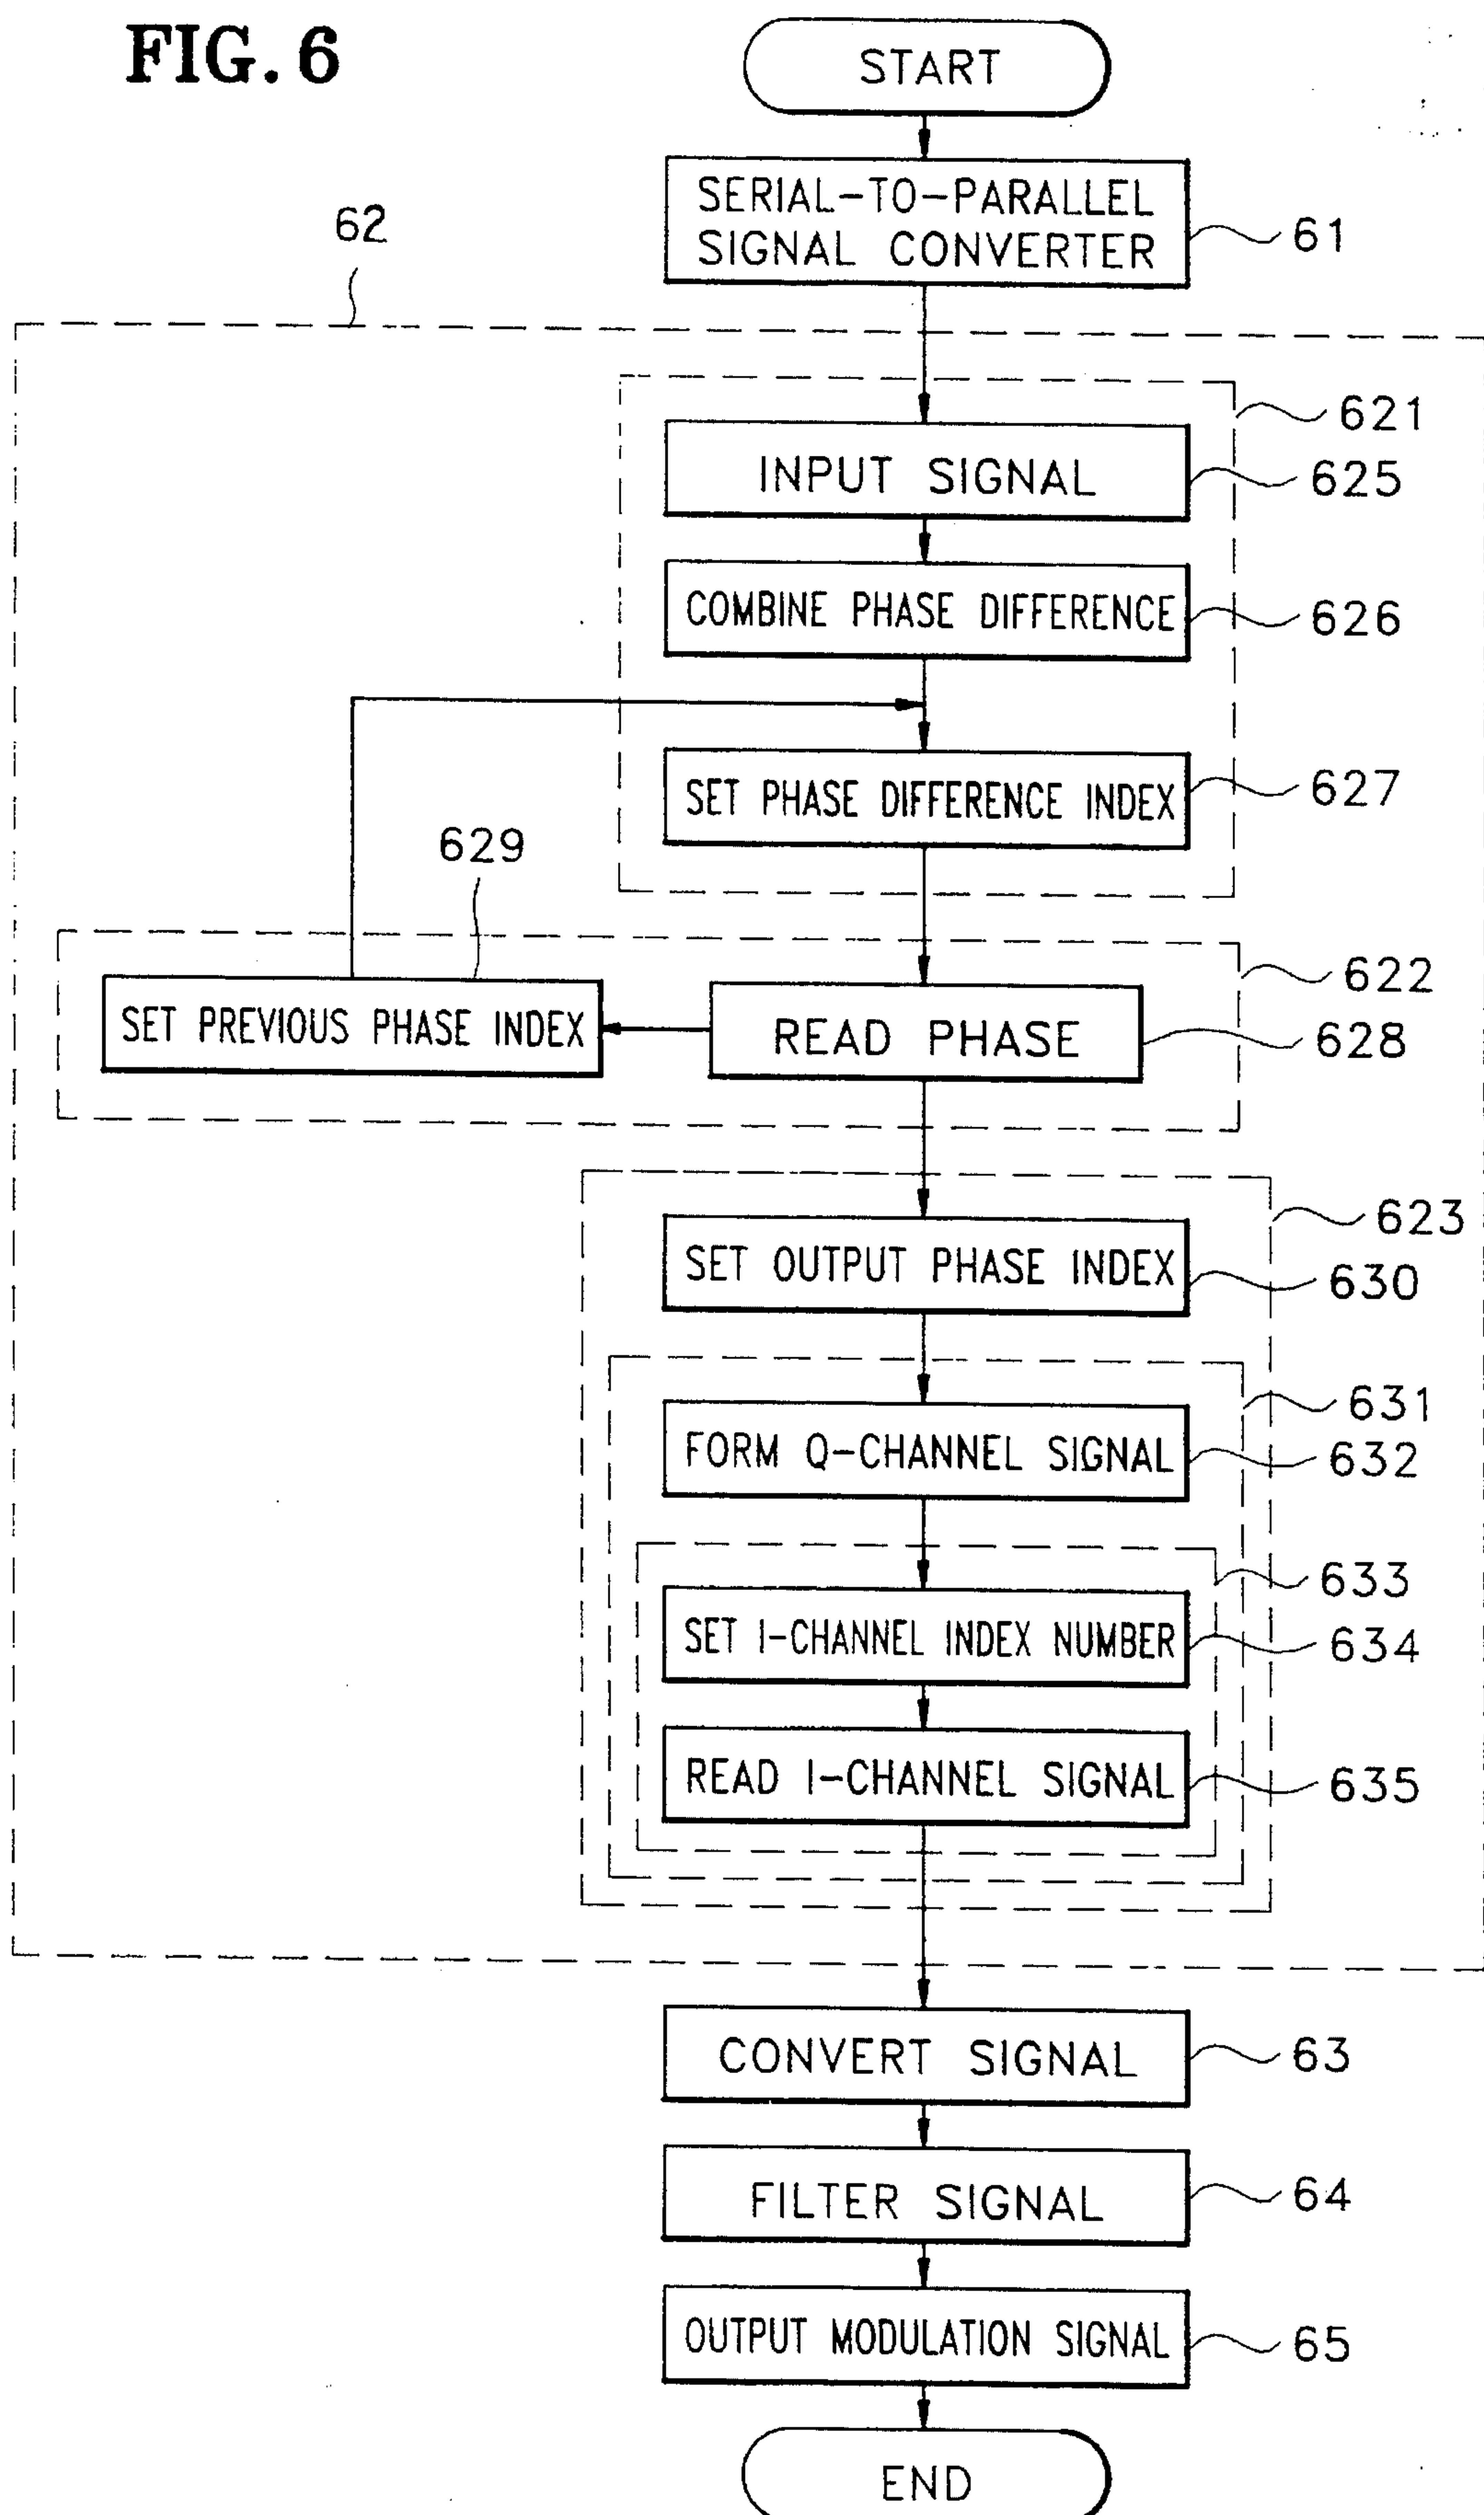 FIG. 6
START
SERIAL-TO-PARALLEL
SIGNAL CONVERTER
61
62
621
INPUT SIGNAL
625
COMBINE PHASE DIFFERENCE
626
SET PHASE DIFFERENCE INDEX
627
629
622
SET PREVIOUS PHASE INDEX
READ PHASE
628
623
SET OUTPUT PHASE INDEX
630
631
FORM Q-CHANNEL SIGNAL
632
633
SET I-CHANNEL INDEX NUMBER
634
READ I-CHANNEL SIGNAL
635
CONVERT SIGNAL
63
FILTER SIGNAL
64
OUTPUT MODULATION SIGNAL
65
END